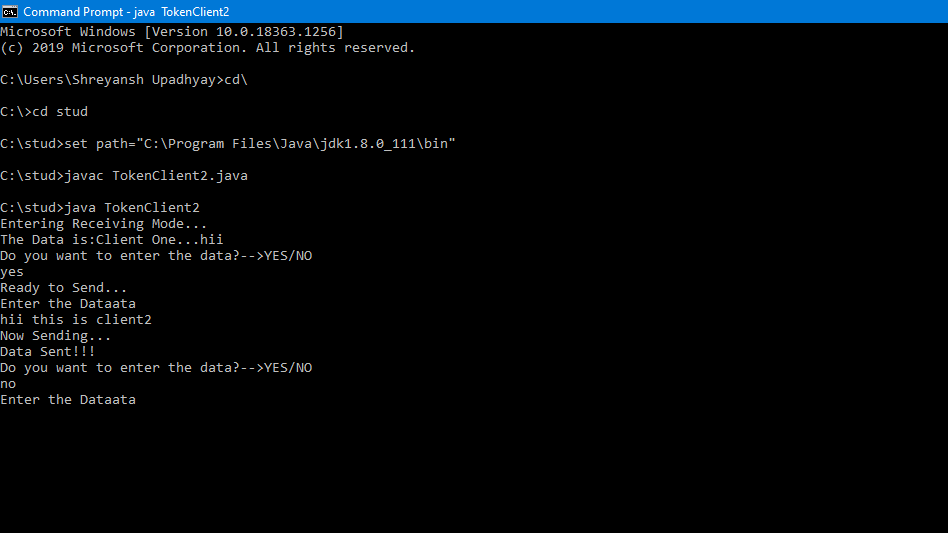 Command Prompt - java  TokenClient2
Microsoft Windows [Version 10.0.18363.1256]
(c) 2019 Microsoft Corporation. All rights reserved.
C:\Users\Shreyansh Upadhyay>cd\
C:\>cd stud
C:\stud>set path="C:\Program Files\Java\jdk1.8.0_111\bin"
C:\stud>javac TokenClient2.java
C:\stud>java TokenClient2
Entering Receiving Mode...
The Data is:Client One...hii
Do you want to enter the data?-->YES/NO
yes
Ready to Send...
Enter the Dataata
hii this is client2
Now Sending...
Data Sent!!!
Do you want to enter the data?-->YES/NO
no
Enter the Dataata